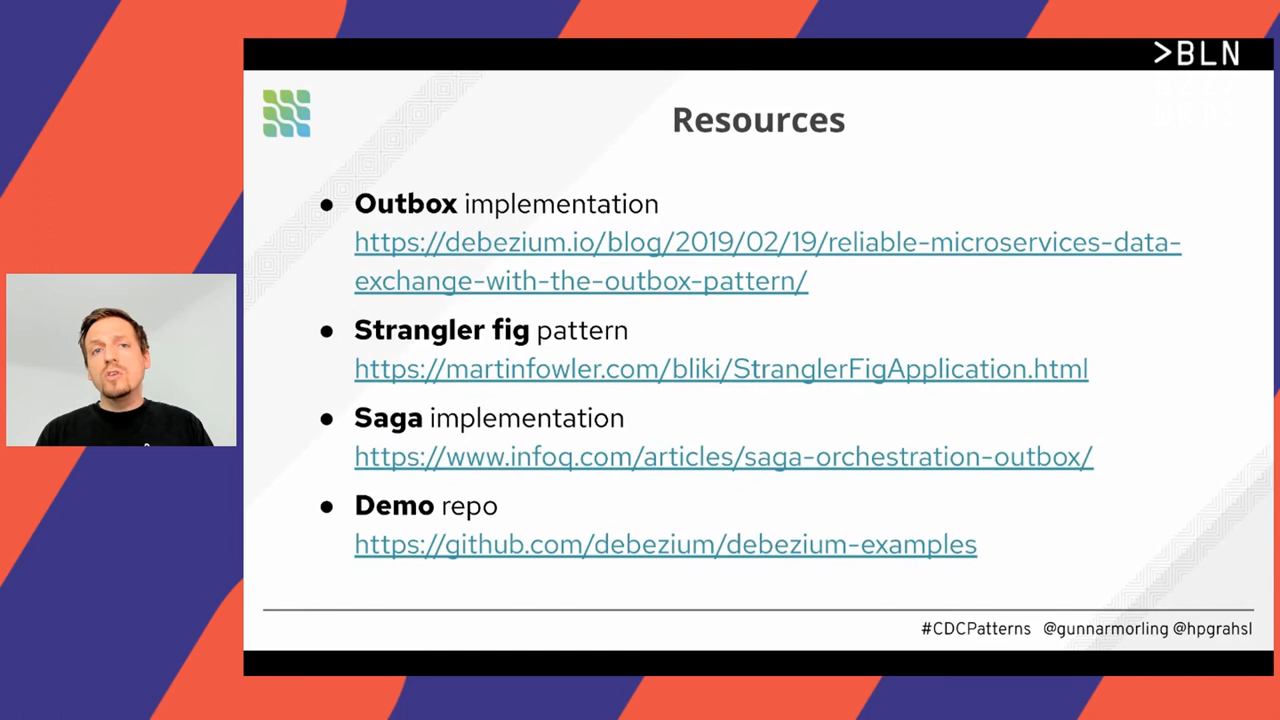 >BLN
Resources
● Outbox implementation
https://debezium.io/blog/2019/02/19/reliable-microservices-data-
exchange-with-the-outbox-pattern/
● Strangler fig pattern
https://martinfowler.com/bliki/StranglerFigApplication.html
● Saga implementation
https://www.infoq.com/articles/saga-orchestration-outbox/
● Demo repo
https://github.com/debezium/debezium-examples
#CDCPatterns @gunnarmorling @hpgrahsl